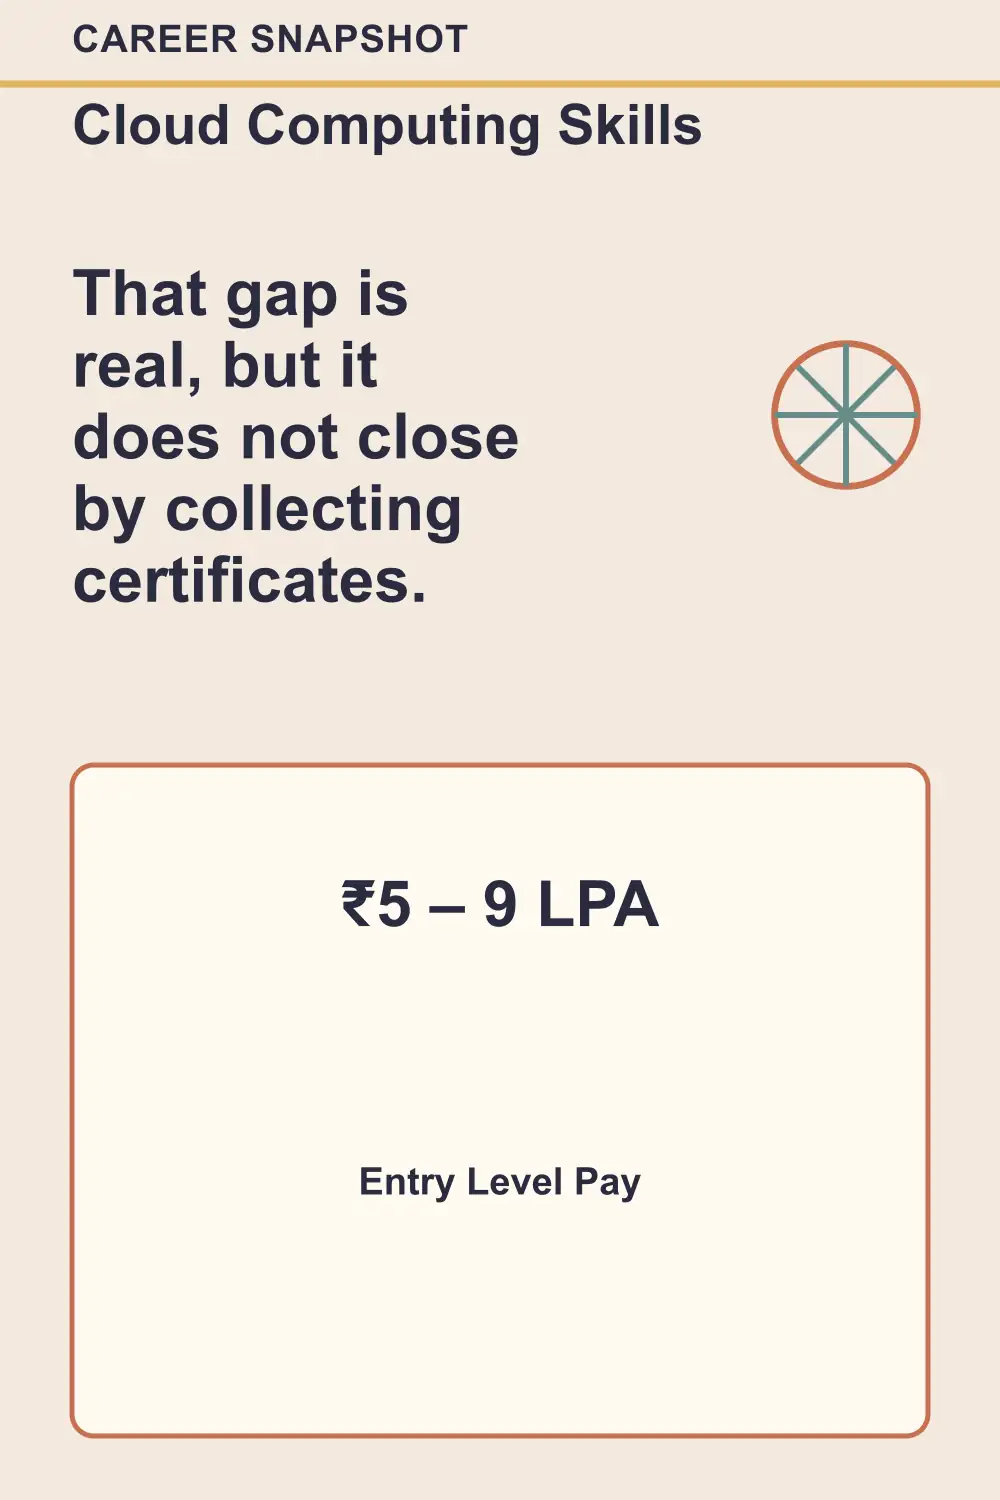 CAREER SNAPSHOT
Cloud Computing Skills
That gap is
real, but it
does not close
by collecting
certificates.
₹5 – 9 LPA
Entry Level Pay